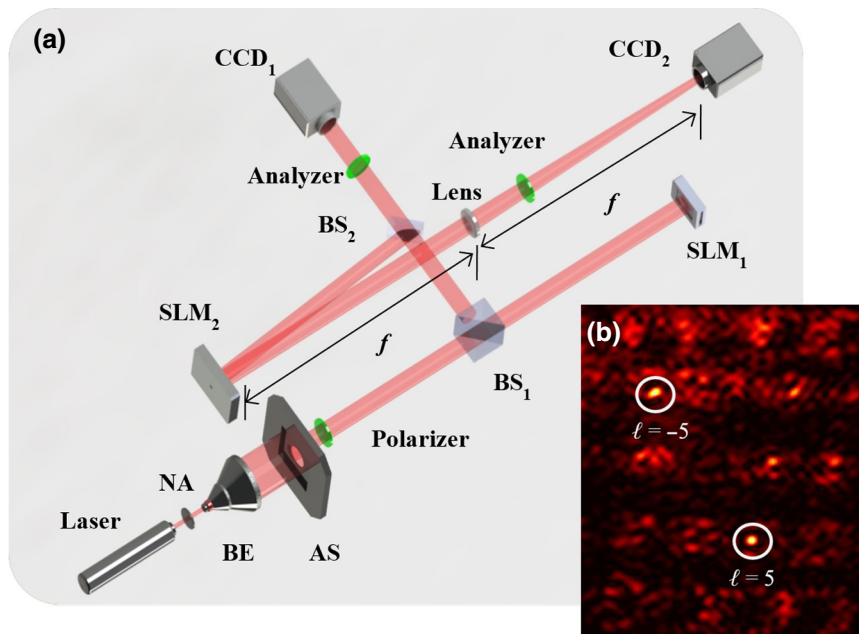 (a)
CCD₁
CCD₂
Analyzer
Analyzer
Lens
BS₂
f
SLM₁
SLM₂
f
BS₁
(b)
Polarizer
ℓ = −5
NA
Laser
BE
AS
ℓ = 5